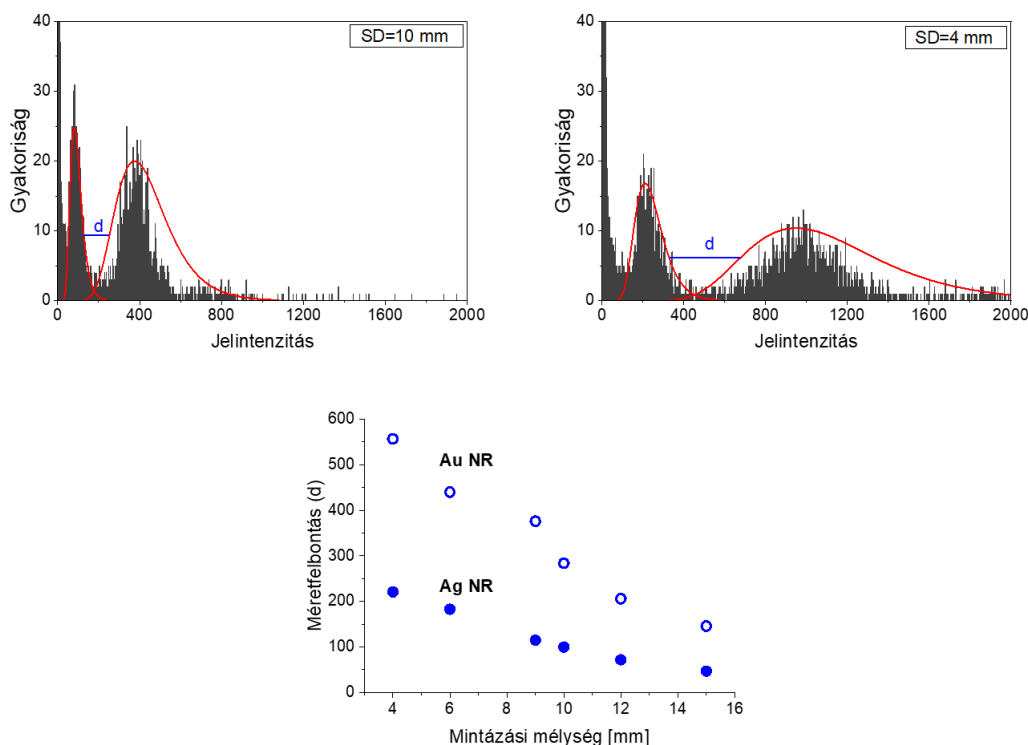 SD=10 mm
40
30
20
10
0
Gyakoriság
d
0 400 800 1200 1600 2000
Jelintenzitás
SD=4 mm
40
30
20
10
0
Gyakoriság
d
0 400 800 1200 1600 2000
Jelintenzitás
600
500
400
300
200
100
0
Méretfelbontás (d)
Au NR
Ag NR
4 6 8 10 12 14 16
Mintázási mélység [mm]